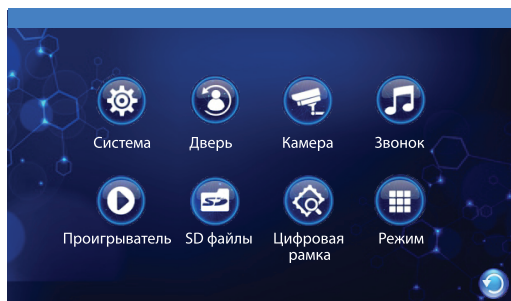 Система Дверь Камера Звонок
Проигрыватель SD файлы Цифровая Режим
рамка